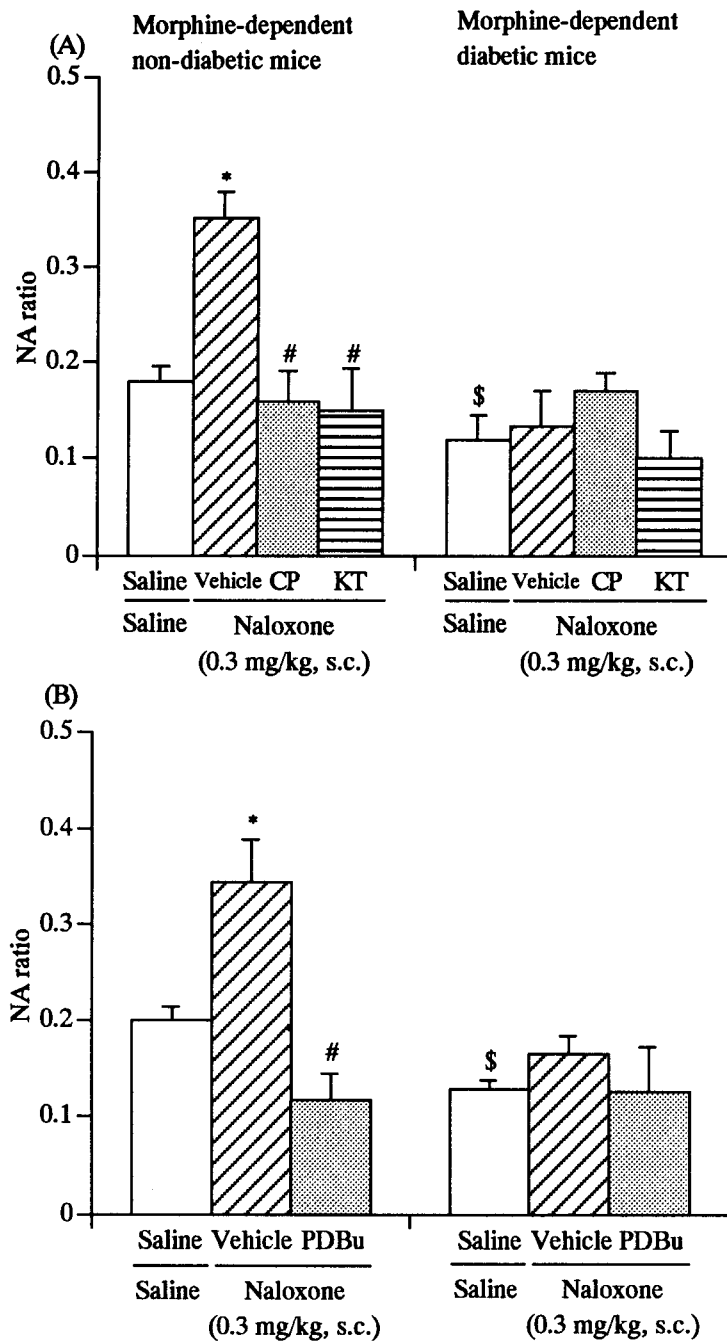 (A)
Morphine-dependent
non-diabetic mice
Morphine-dependent
diabetic mice
NA ratio
0.5
0.4
0.3
0.2
0.1
0
*
#
#
$
Saline Vehicle CP KT
Saline Naloxone
(0.3 mg/kg, s.c.)
Saline Vehicle CP KT
Saline Naloxone
(0.3 mg/kg, s.c.)
(B)
NA ratio
0.5
0.4
0.3
0.2
0.1
0
*
#
$
Saline Vehicle PDBu
Saline Naloxone
(0.3 mg/kg, s.c.)
Saline Vehicle PDBu
Saline Naloxone
(0.3 mg/kg, s.c.)